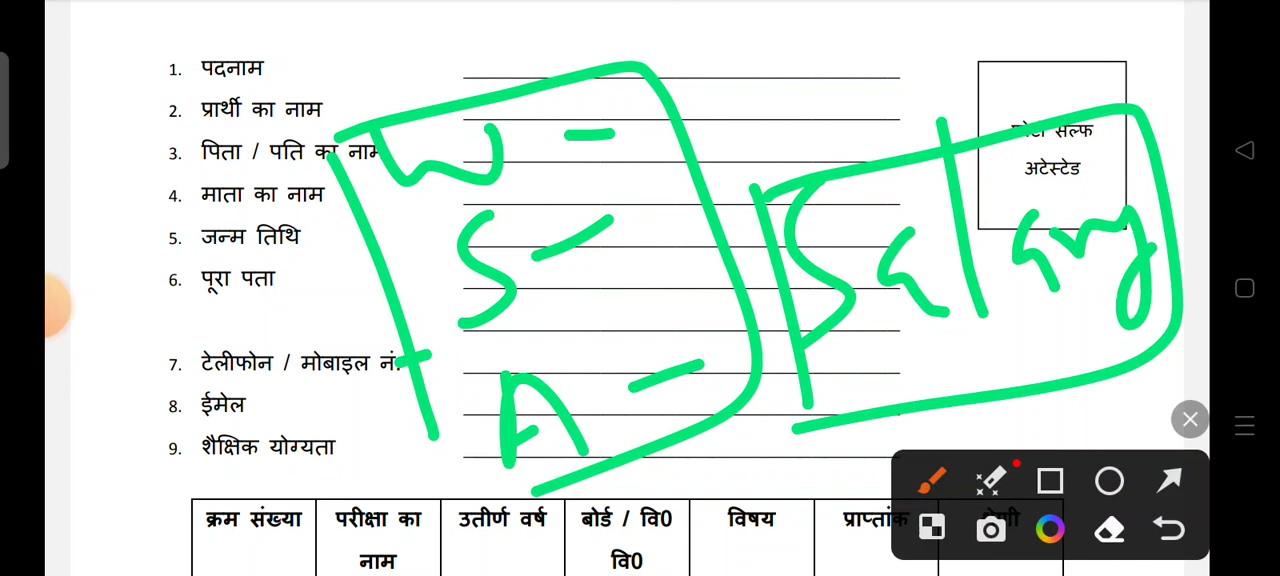 1. पदनाम
2. प्रार्थी का नाम
3. पिता / पति का नाम
4. माता का नाम
5. जन्म तिथि
6. पूरा पता
7. टेलीफोन / मोबाइल नं.
8. ईमेल
9. शैक्षिक योग्यता
फोटो सेल्फ
अटेस्टेड
W -
S -
A -
क्रम संख्या परीक्षा का नाम उतीर्ण वर्ष बोर्ड / वि0 वि0 विषय प्राप्तांक श्रेणी